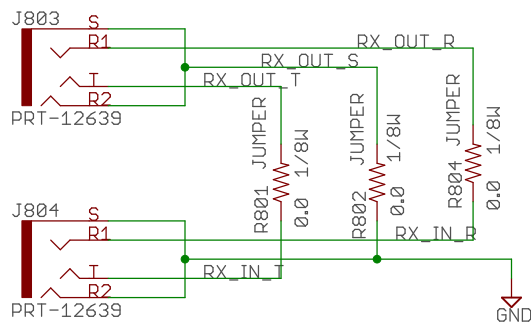 J803
S
R1
RX_OUT_R
RX_OUT_S
T
RX_OUT_T
R2
PRT-12639
JUMPER
1/8W
R801
0.0
JUMPER
1/8W
R802
0.0
JUMPER
1/8W
R804
0.0
J804
S
R1
RX_IN_R
T
RX_IN_T
R2
PRT-12639
GND